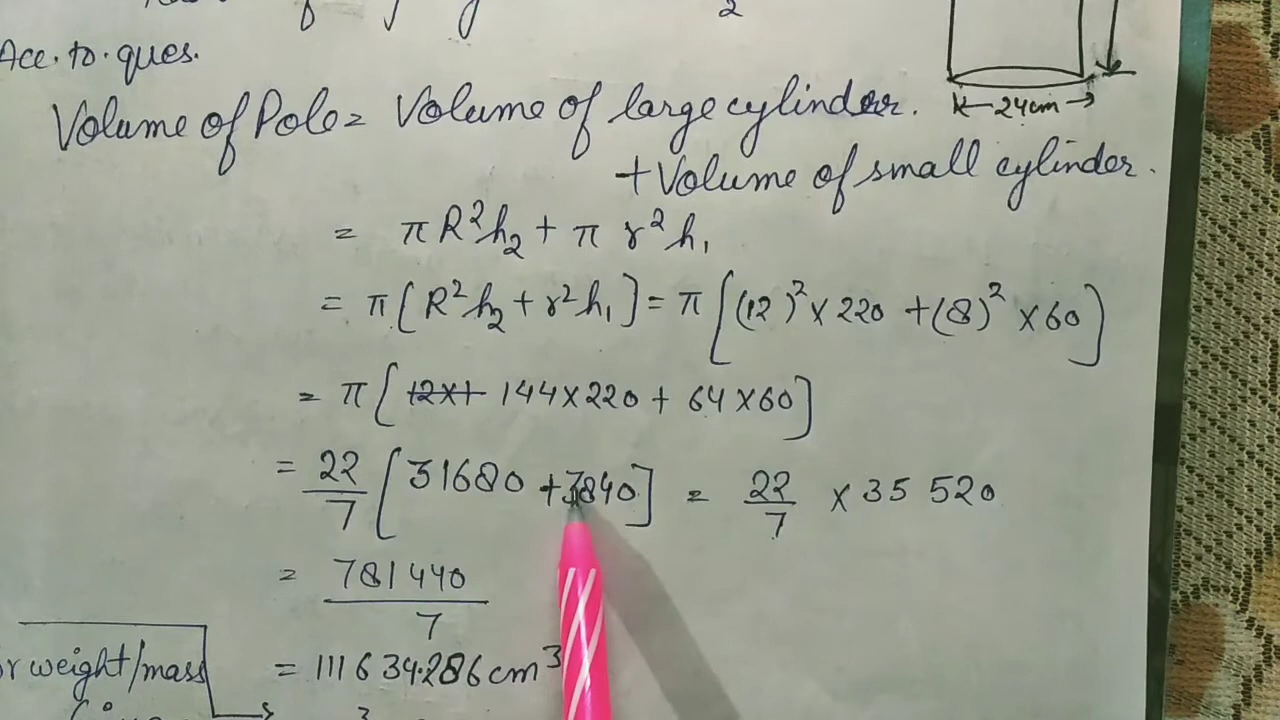 2
Acc. to. ques.
Volume of Pole = Volume of large cylinder.
K—24cm→
+ Volume of small cylinder.
= πR²h₂ + π r²h₁
= π[R²h₂ + r²h₁] = π[(12)² × 220 + (8)² × 60]
= π[12×1 144×220 + 64×60]
= 22/7 [31680 + 3840] = 22/7 × 35520
= 781440/7
r weight/mass = 111634.286 cm³